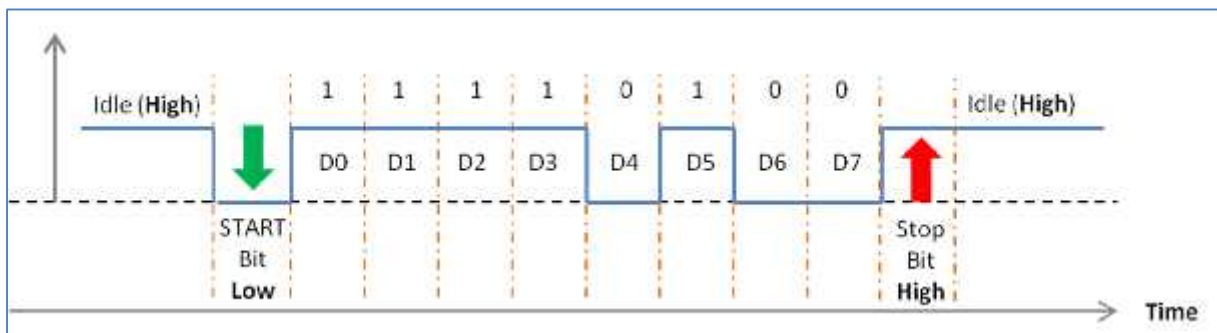 1 1 1 1 0 1 0 0
Idle (High) Idle (High)
D0 D1 D2 D3 D4 D5 D6 D7
START Stop
Bit Bit
Low High
Time